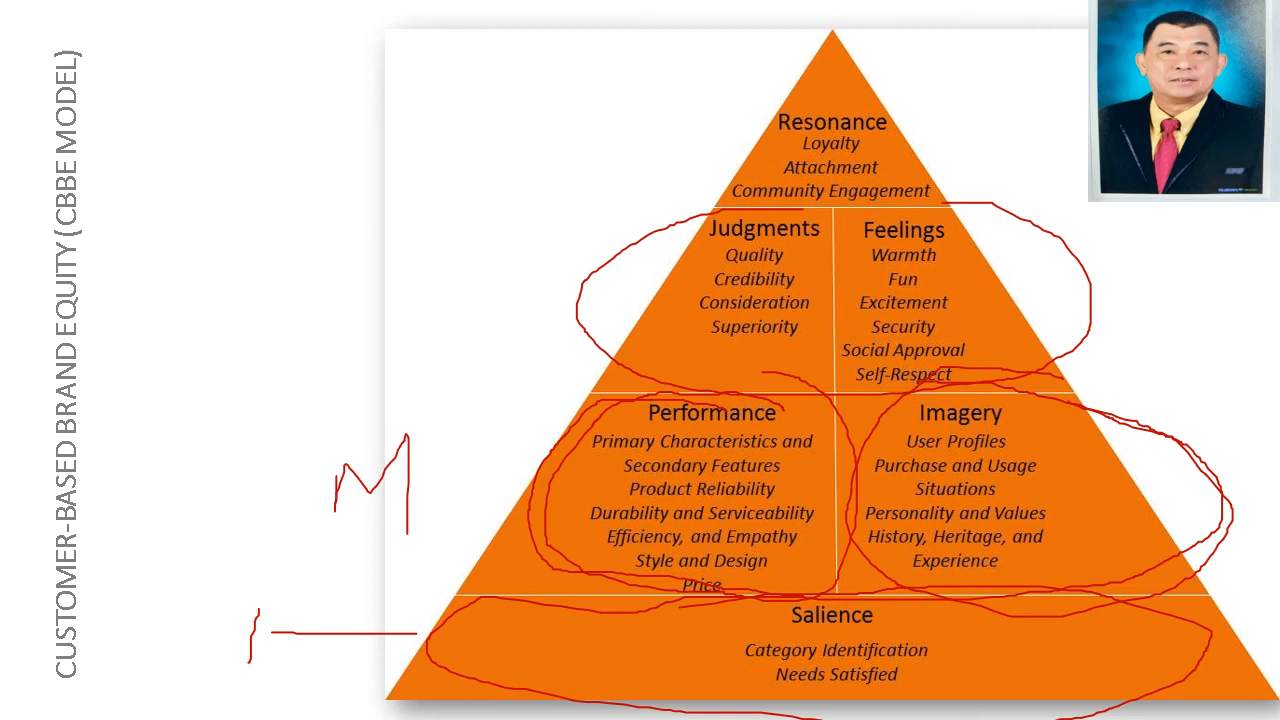 CUSTOMER-BASED BRAND EQUITY (CBBE MODEL)
Resonance
Loyalty
Attachment
Community Engagement
Judgments
Quality
Credibility
Consideration
Superiority
Feelings
Warmth
Fun
Excitement
Security
Social Approval
Self-Respect
Performance
Primary Characteristics and
Secondary Features
Product Reliability
Durability and Serviceability
Efficiency, and Empathy
Style and Design
Price
Imagery
User Profiles
Purchase and Usage
Situations
Personality and Values
History, Heritage, and
Experience
M
Salience
Category Identification
Needs Satisfied